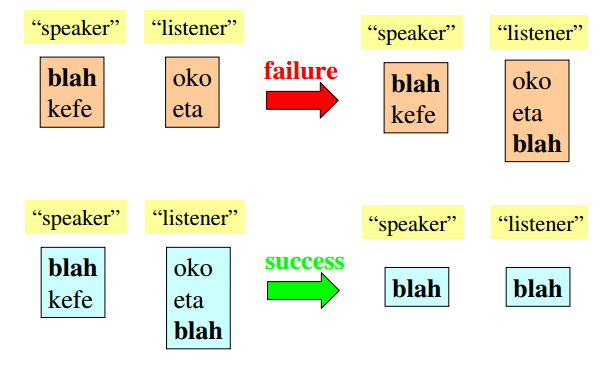 “speaker” “listener” “speaker” “listener”
failure
blah
kefe
oko
eta
blah
kefe
oko
eta
blah
“speaker” “listener” “speaker” “listener”
success
blah
kefe
oko
eta
blah
blah
blah